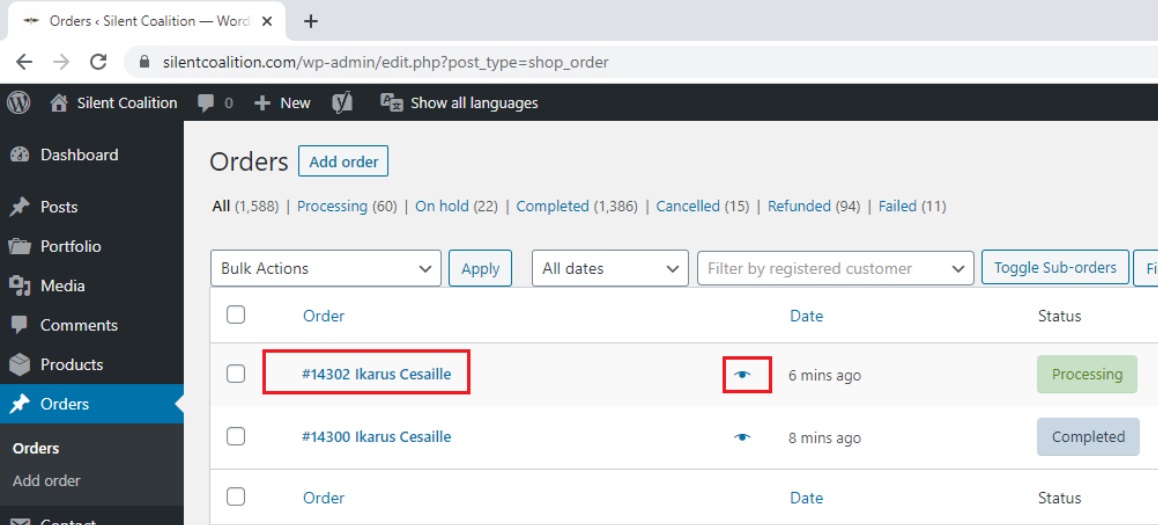 Orders ‹ Silent Coalition — Word
silentcoalition.com/wp-admin/edit.php?post_type=shop_order
Silent Coalition 0 New Show all languages
Dashboard
Posts
Portfolio
Media
Comments
Products
Orders
Orders
Add order
Contact
Orders Add order
All (1,588) | Processing (60) | On hold (22) | Completed (1,386) | Cancelled (15) | Refunded (94) | Failed (11)
Bulk Actions Apply All dates Filter by registered customer Toggle Sub-orders Fi
Order Date Status
#14302 Ikarus Cesaille 6 mins ago Processing
#14300 Ikarus Cesaille 8 mins ago Completed
Order Date Status